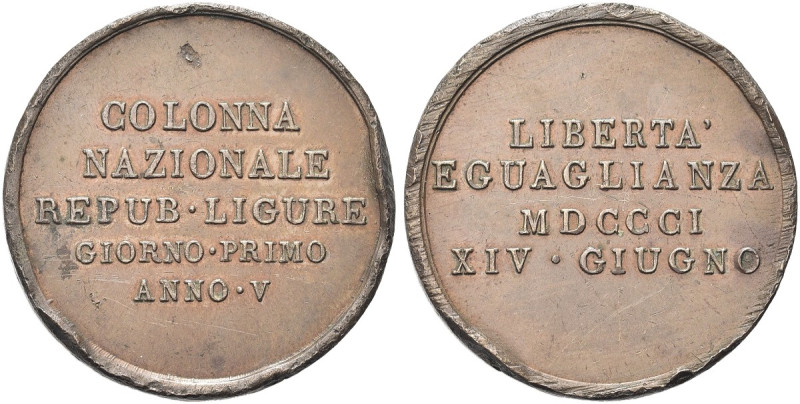 COLONNA
NAZIONALE
REPUB · LIGURE
GIORNO · PRIMO
ANNO · V
LIBERTA'
EGUAGLIANZA
MDCCCI
XIV · GIUGNO